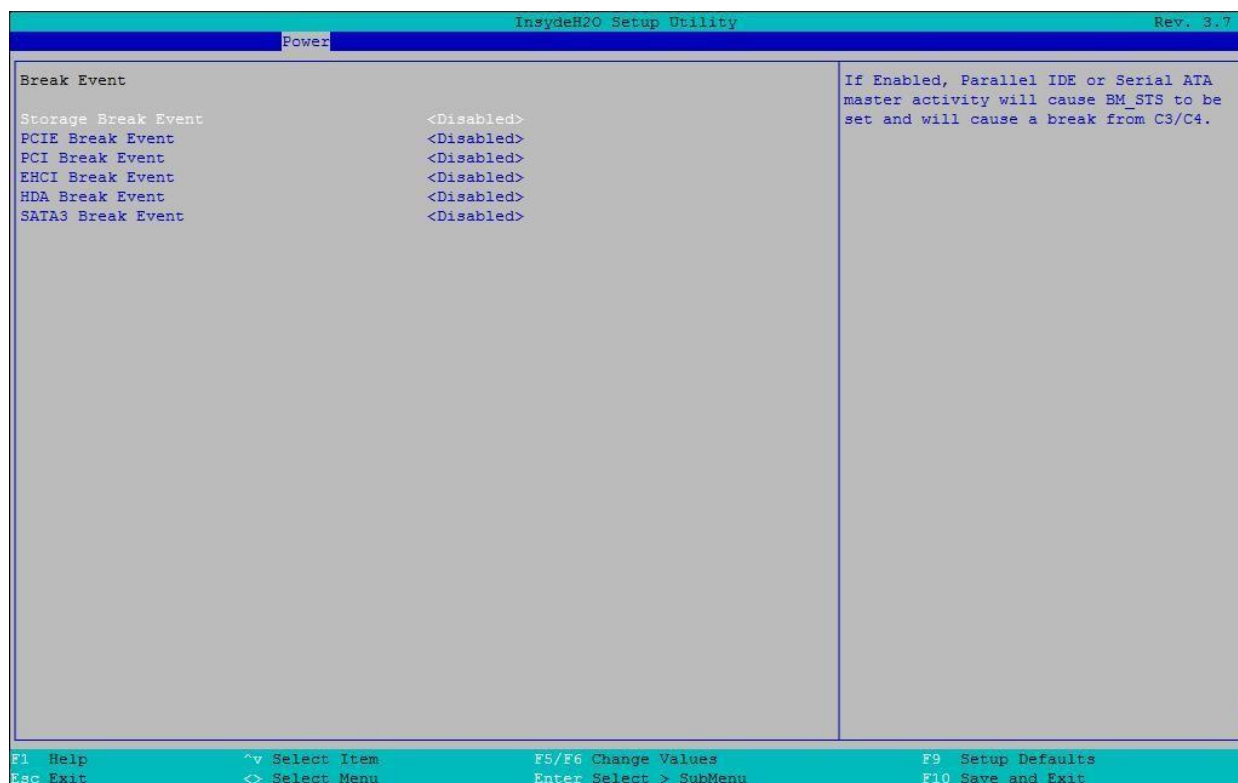 InsydeH2O Setup Utility Rev. 3.7
Power
Break Event
Storage Break Event <Disabled>
PCIE Break Event <Disabled>
PCI Break Event <Disabled>
EHCI Break Event <Disabled>
HDA Break Event <Disabled>
SATA3 Break Event <Disabled>
If Enabled, Parallel IDE or Serial ATA
master activity will cause BM_STS to be
set and will cause a break from C3/C4.
F1 Help ^v Select Item F5/F6 Change Values F9 Setup Defaults
Esc Exit <> Select Menu Enter Select > SubMenu F10 Save and Exit